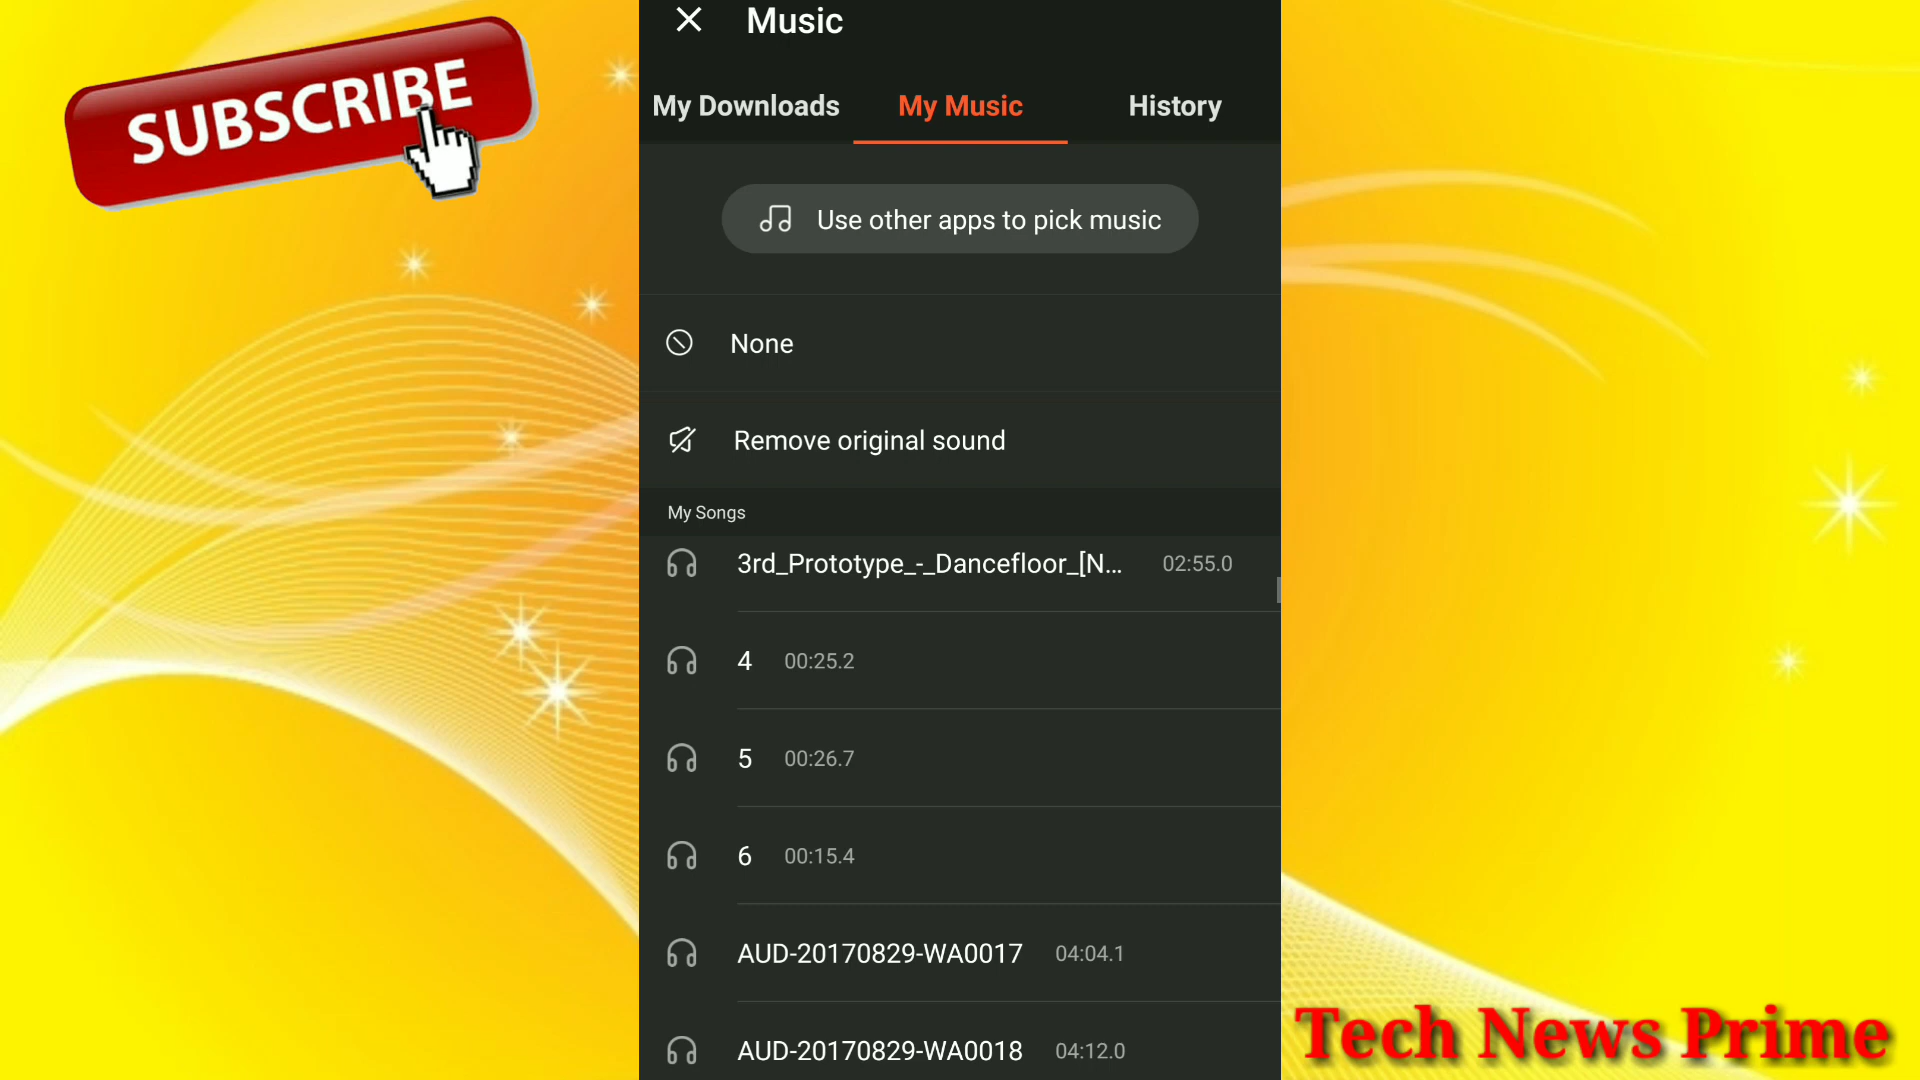 SUBSCRIBE
Music
My Downloads My Music History
Use other apps to pick music
None
Remove original sound
My Songs
3rd_Prototype_-_Dancefloor_[N... 02:55.0
4 00:25.2
5 00:26.7
6 00:15.4
AUD-20170829-WA0017 04:04.1
AUD-20170829-WA0018 04:12.0
Tech News Prime